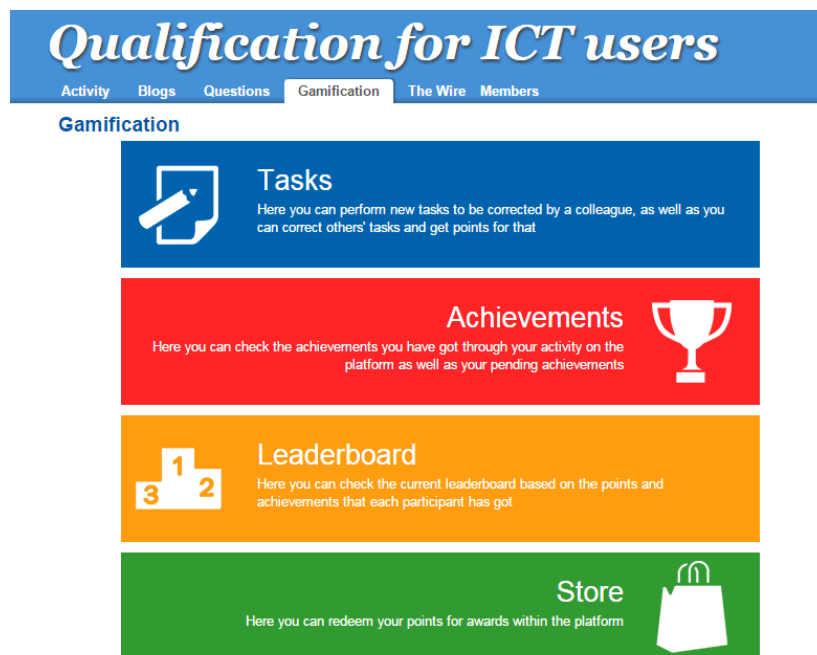 Qualification for ICT users
Activity Blogs Questions Gamification The Wire Members
Gamification
Tasks
Here you can perform new tasks to be corrected by a colleague, as well as you
can correct others' tasks and get points for that
Achievements
Here you can check the achievements you have got through your activity on the
platform as well as your pending achievements
Leaderboard
1
2
3
Here you can check the current leaderboard based on the points and
achievements that each participant has got
Store
Here you can redeem your points for awards within the platform